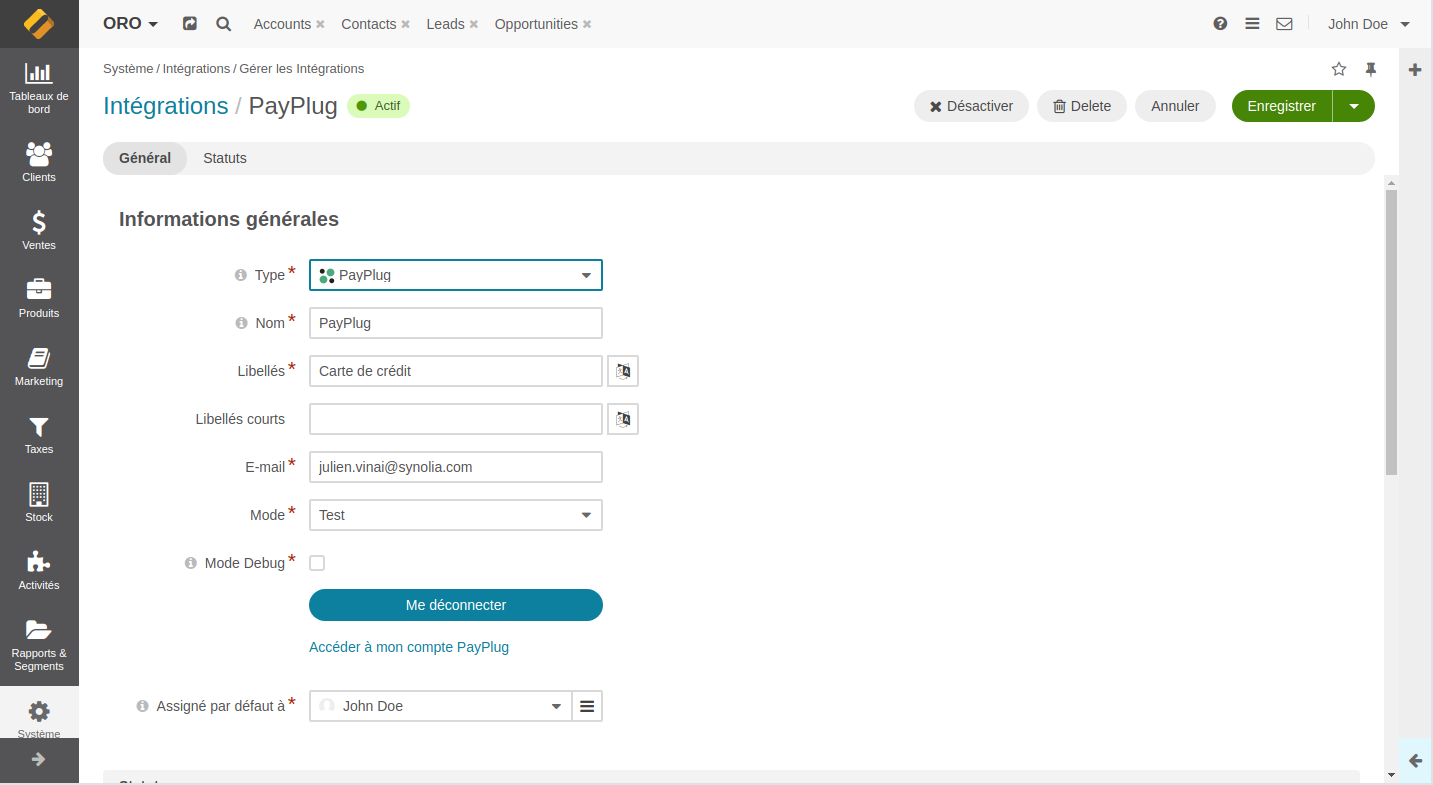 ORO
Accounts
Contacts
Leads
Opportunities
John Doe
Tableaux de
bord
Clients
Ventes
Produits
Marketing
Taxes
Stock
Activités
Rapports &
Segments
Système
Système / Intégrations / Gérer les Intégrations
Intégrations / PayPlug
Actif
Désactiver
Delete
Annuler
Enregistrer
Général
Statuts
Informations générales
Type*
PayPlug
Nom*
PayPlug
Libellés*
Carte de crédit
Libellés courts
E-mail*
julien.vinai@synolia.com
Mode*
Test
Mode Debug*
Me déconnecter
Accéder à mon compte PayPlug
Assigné par défaut à*
John Doe